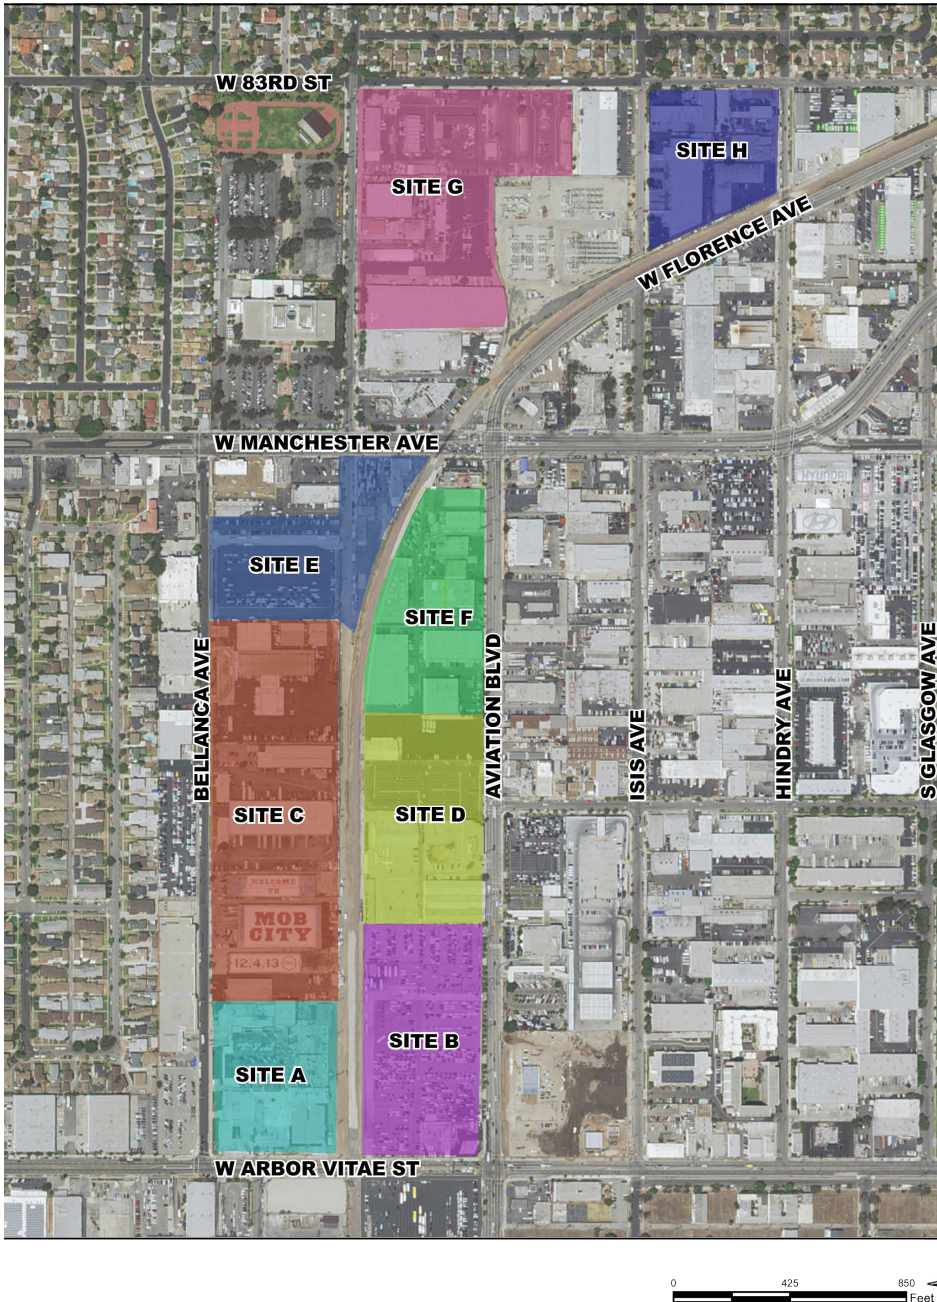 W 83RD ST
SITE H
SITE G
W FLORENCE AVE
W MANCHESTER AVE
HYUNDAI
SITE E
SITE F
BELLANCA AVE
AVIATION BLVD
ISIS AVE
HINDRY AVE
S GLASGOW AVE
SITE C
SITE D
WELCOME
TO
MOB
CITY
12.4.13
SITE B
SITE A
W ARBOR VITAE ST
0 425 850
Feet